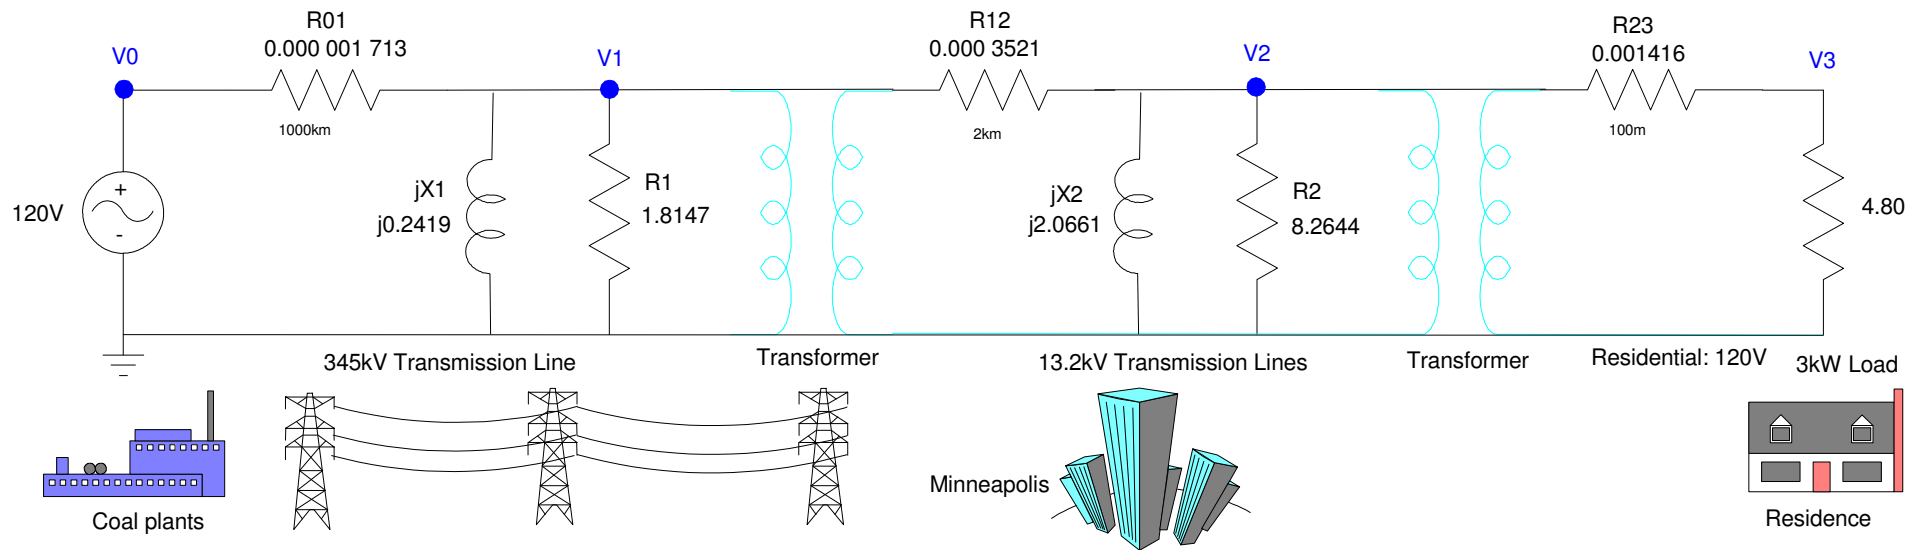 R01
0.000 001 713
R12
0.000 3521
R23
0.001416
V0
V1
V2
V3
1000km
2km
100m
120V
+
-
jX1
j0.2419
R1
1.8147
jX2
j2.0661
R2
8.2644
4.80
345kV Transmission Line
Transformer
13.2kV Transmission Lines
Transformer
Residential: 120V
3kW Load
Coal plants
Minneapolis
Residence